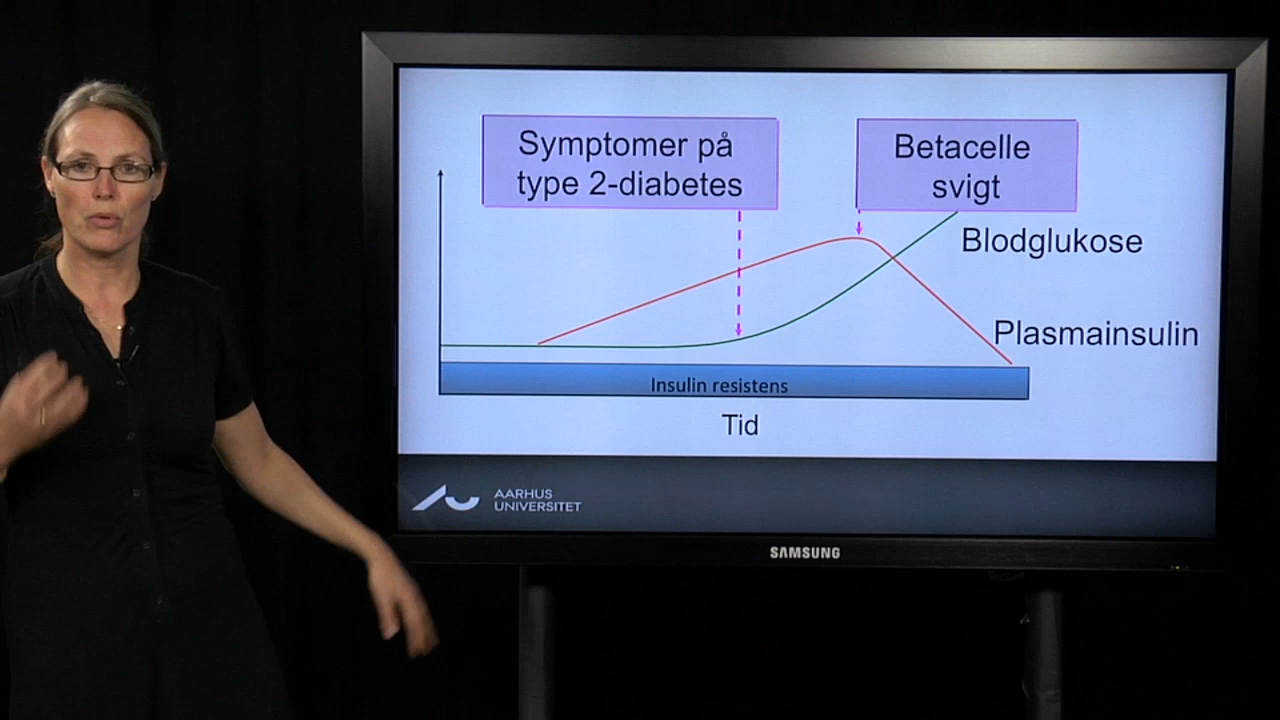 Symptomer på
type 2-diabetes
Betacelle
svigt
Blodglukose
Plasmainsulin
Insulin resistens
Tid
AARHUS
UNIVERSITET
SAMSUNG